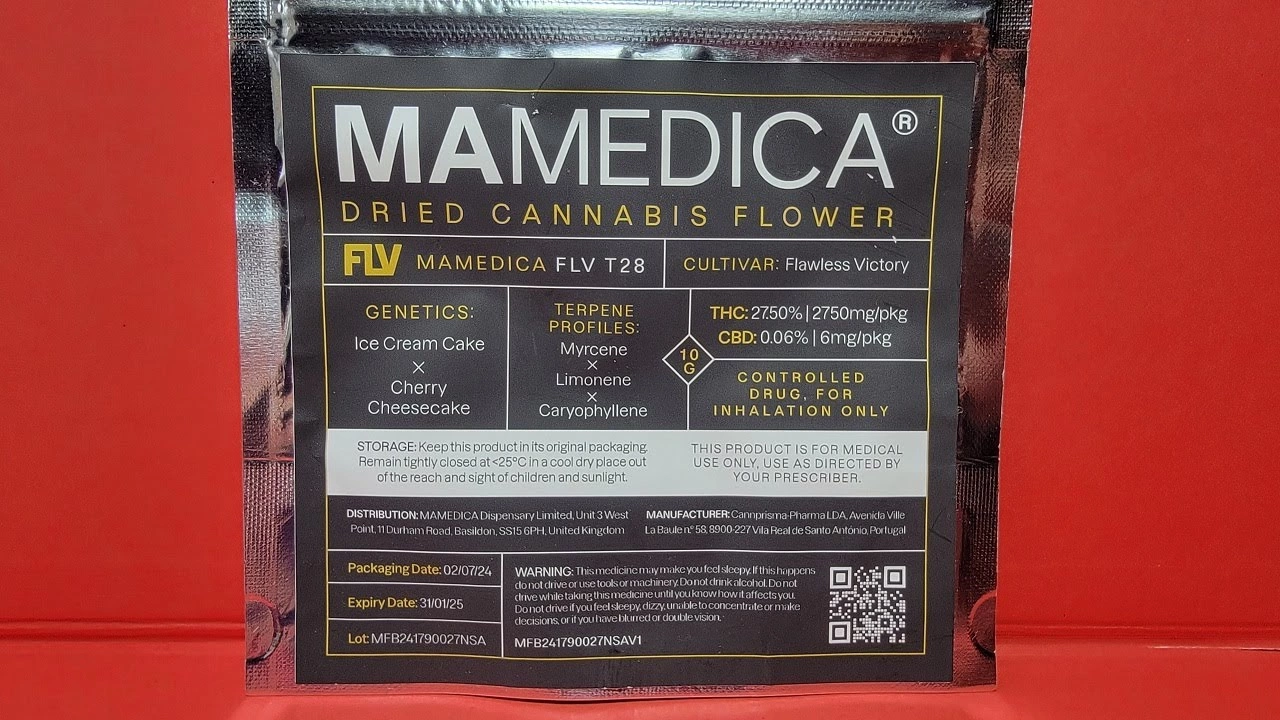 MAMEDICA®
DRIED CANNABIS FLOWER
FLV MAMEDICA FLV T28
CULTIVAR: Flawless Victory
GENETICS:
Ice Cream Cake
×
Cherry
Cheesecake
TERPENE
PROFILES:
Myrcene
×
Limonene
×
Caryophyllene
10
G
THC: 27.50% | 2750mg/pkg
CBD: 0.06% | 6mg/pkg
CONTROLLED
DRUG, FOR
INHALATION ONLY
STORAGE: Keep this product in its original packaging.
Remain tightly closed at <25°C in a cool dry place out
of the reach and sight of children and sunlight.
THIS PRODUCT IS FOR MEDICAL
USE ONLY, USE AS DIRECTED BY
YOUR PRESCRIBER.
DISTRIBUTION: MAMEDICA Dispensary Limited, Unit 3 West
Point, 11 Durham Road, Basildon, SS15 6PH, United Kingdom
MANUFACTURER: Cannprisma-Pharma LDA, Avenida Ville
La Baule n.º 58, 8900-227 Vila Real de Santo António, Portugal
Packaging Date: 02/07/24
Expiry Date: 31/01/25
Lot: MFB241790027NSA
WARNING: This medicine may make you feel sleepy. If this happens
do not drive or use tools or machinery. Do not drink alcohol. Do not
drive while taking this medicine until you know how it affects you.
Do not drive if you feel sleepy, dizzy, unable to concentrate or make
decisions, or if you have blurred or double vision.
MFB241790027NSAV1